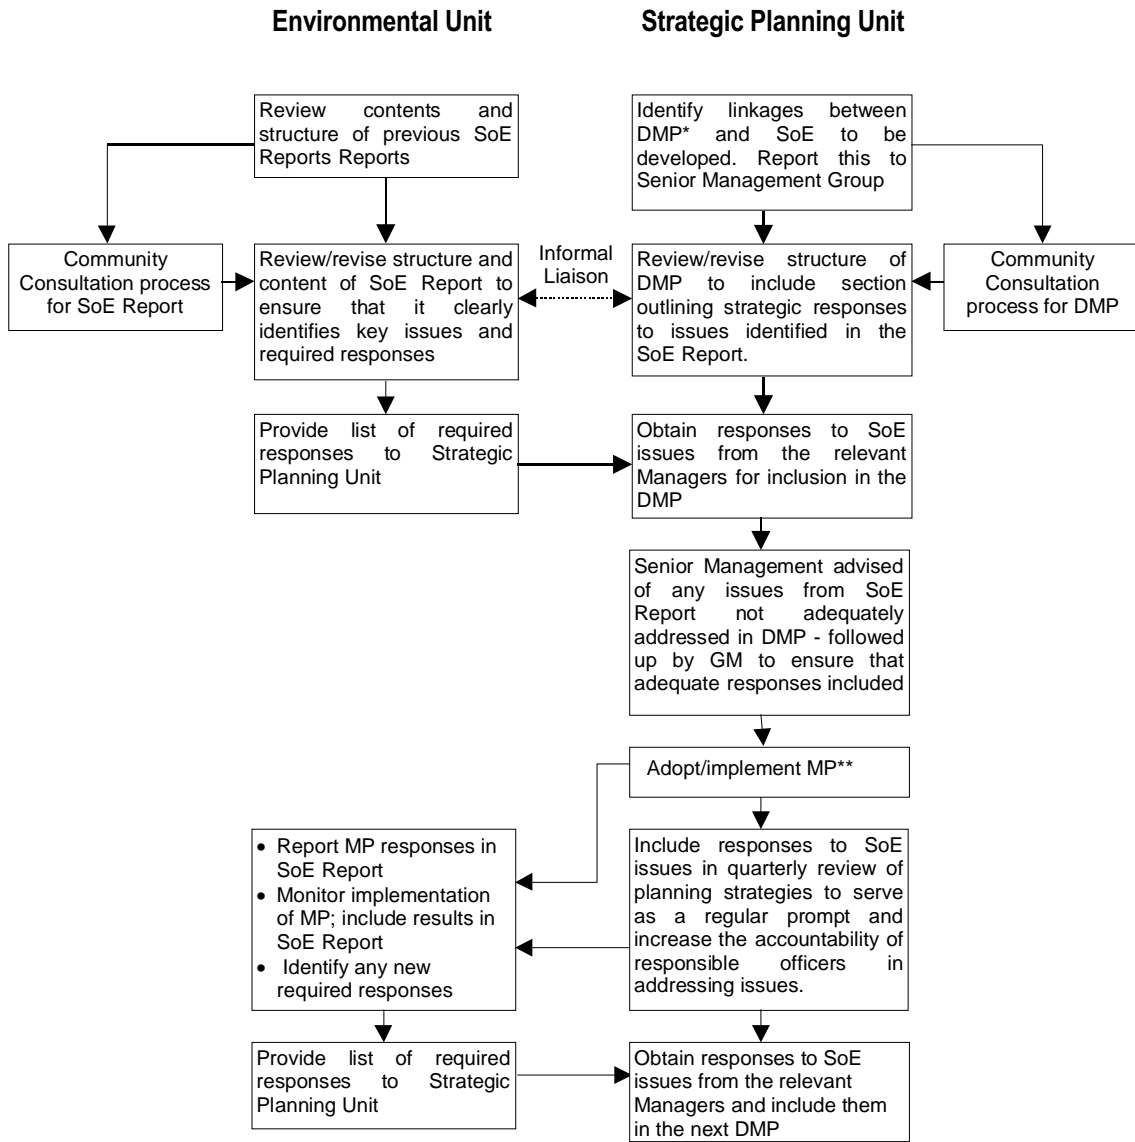 Environmental Unit
Strategic Planning Unit
Review contents and
structure of previous SoE
Reports Reports
Identify linkages between
DMP* and SoE to be
developed. Report this to
Senior Management Group
Community
Consultation process
for SoE Report
Review/revise structure and
content of SoE Report to
ensure that it clearly
identifies key issues and
required responses
Informal
Liaison
Review/revise structure of
DMP to include section
outlining strategic responses
to issues identified in the
SoE Report.
Community
Consultation
process for DMP
Provide list of required
responses to Strategic
Planning Unit
Obtain responses to SoE
issues from the relevant
Managers for inclusion in the
DMP
Senior Management advised
of any issues from SoE
Report not adequately
addressed in DMP - followed
up by GM to ensure that
adequate responses included
Adopt/implement MP**
• Report MP responses in
SoE Report
• Monitor implementation
of MP; include results in
SoE Report
• Identify any new
required responses
Include responses to SoE
issues in quarterly review of
planning strategies to serve
as a regular prompt and
increase the accountability of
responsible officers in
addressing issues.
Provide list of required
responses to Strategic
Planning Unit
Obtain responses to SoE
issues from the relevant
Managers and include them
in the next DMP